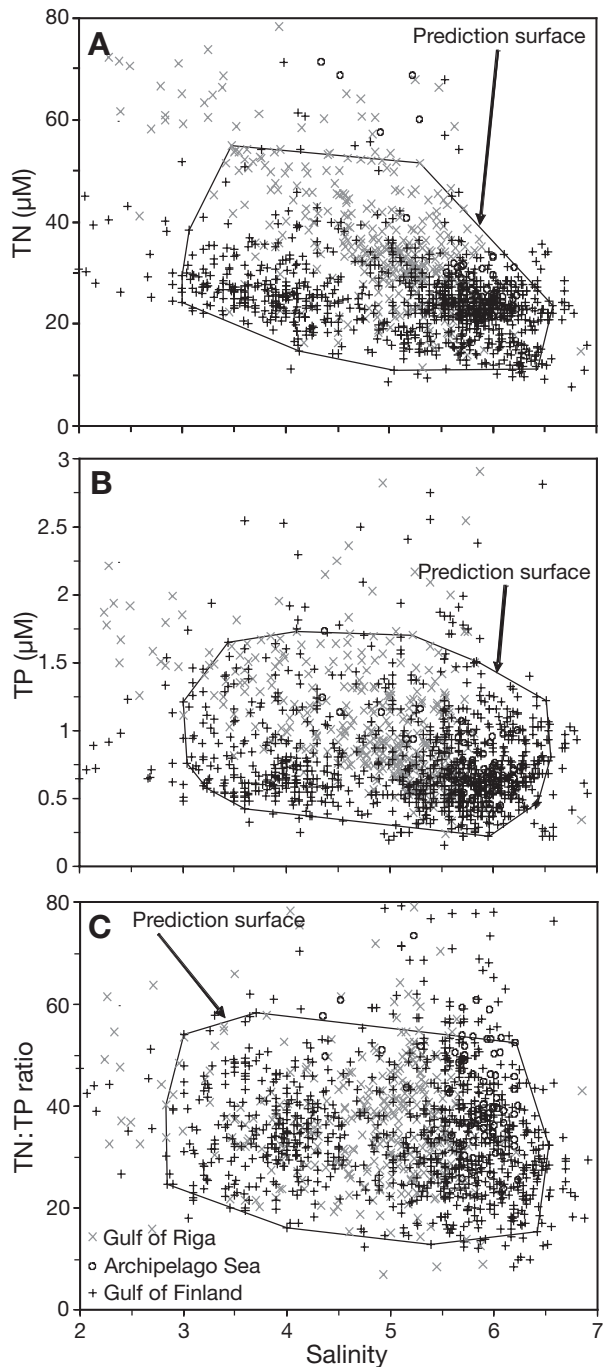 A
Prediction surface
80
60
40
20
0
TN (µM)
B
Prediction surface
3
2.5
2
1.5
1
0.5
0
TP (µM)
C
Prediction surface
80
60
40
20
0
TN:TP ratio
Gulf of Riga
Archipelago Sea
Gulf of Finland
2 3 4 5 6 7
Salinity